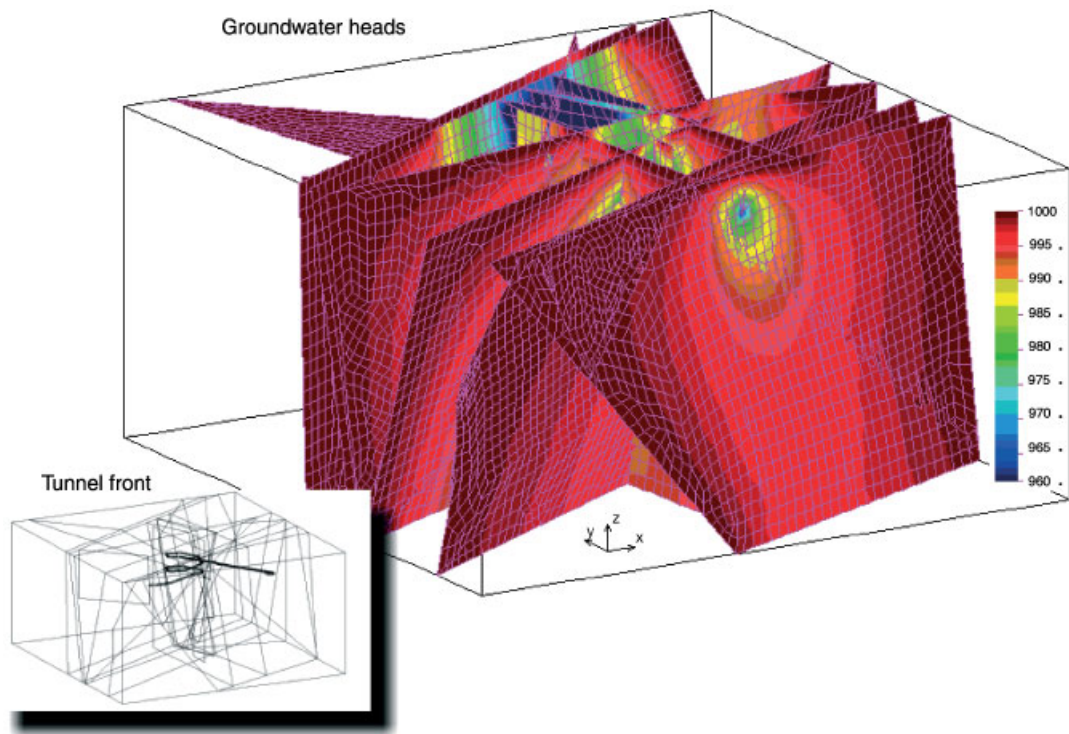 Groundwater heads
1000
995 .
990 .
985 .
980 .
975 .
970 .
965 .
960 .
Tunnel front
z
y
x